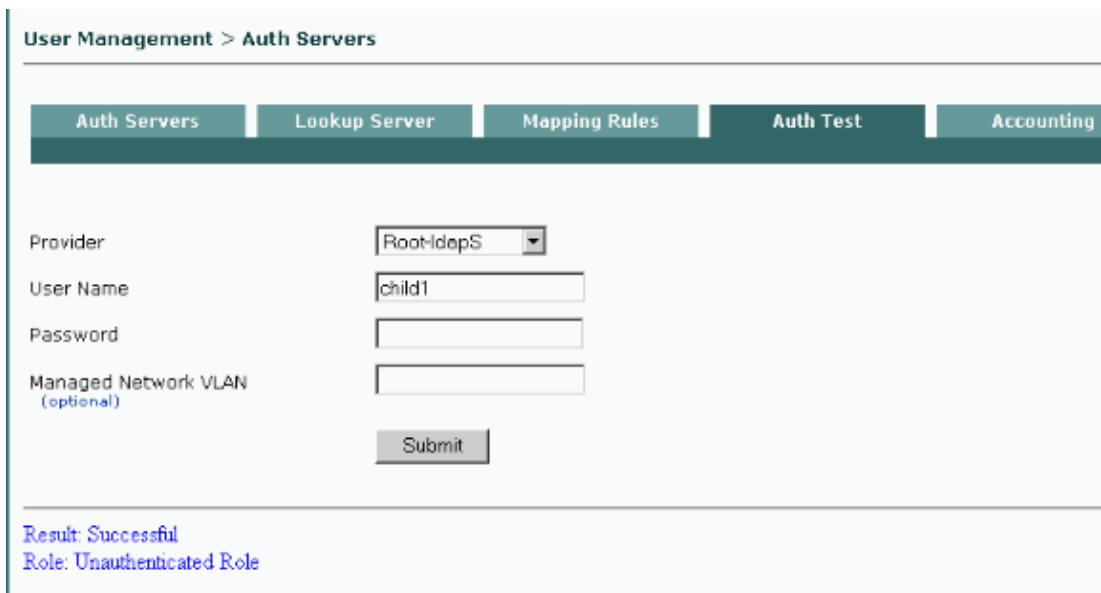 User Management > Auth Servers
Auth Servers Lookup Server Mapping Rules Auth Test Accounting
Provider Root-ldapS
User Name child1
Password
Managed Network VLAN
(optional)
Submit
Result: Successful
Role: Unauthenticated Role